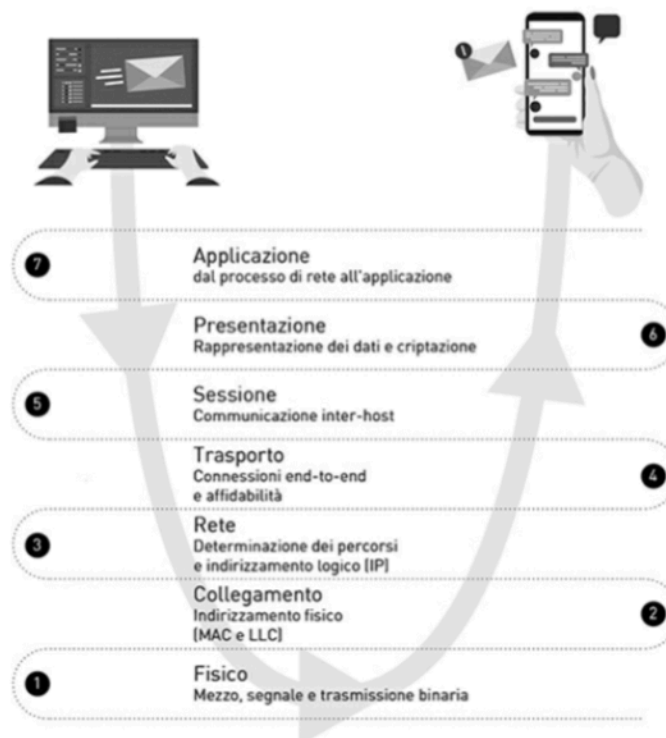 7
Applicazione
dal processo di rete all'applicazione
Presentazione
Rappresentazione dei dati e criptazione
6
5
Sessione
Communicazione inter-host
Trasporto
Connessioni end-to-end
e affidabilità
4
3
Rete
Determinazione dei percorsi
e indirizzamento logico (IP)
Collegamento
Indirizzamento fisico
(MAC e LLC)
2
1
Fisico
Mezzo, segnale e trasmissione binaria